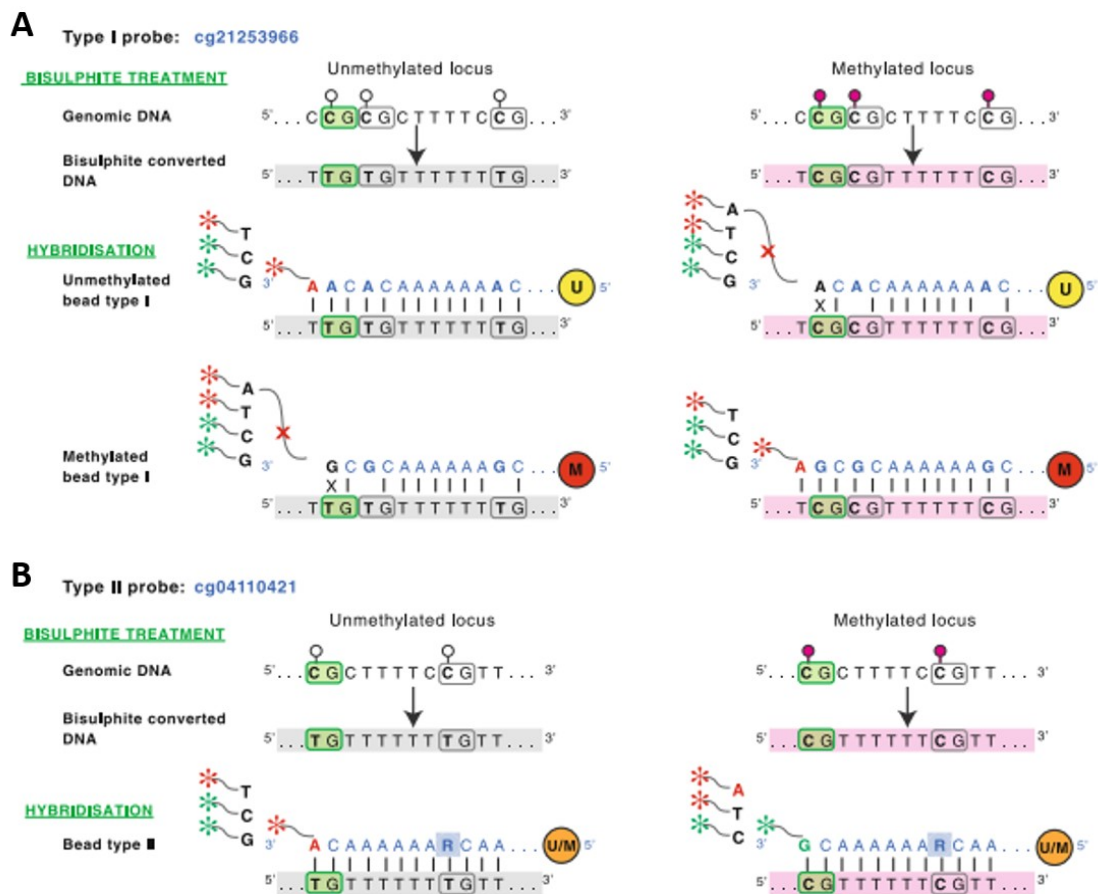 A
Type I probe: cg21253966
BISULPHITE TREATMENT
Unmethylated locus
Methylated locus
Genomic DNA
5' ...CCGCGCTTTTCCG... 3'
5' ...CCGCGCTTTTCCG... 3'
Bisulphite converted
DNA
5' ...TTGTGTTTTTTTG... 3'
5' ...TCGCGTTTTTTCG... 3'
HYBRIDISATION
Unmethylated
bead type I
T
C
G
3' AACACAAAAAAAC... U 5'
5' ...TTGTGTTTTTTTG... 3'
A
T
C
G
3' ACACAAAAAAAC... U 5'
X
5' ...TCGCGTTTTTTCG... 3'
Methylated
bead type I
A
T
C
G
3' GCGCAAAAAAGC... M 5'
X
5' ...TTGTGTTTTTTTG... 3'
T
C
G
3' AGCGCAAAAAAGC... M 5'
5' ...TCGCGTTTTTTCG... 3'
B
Type II probe: cg04110421
BISULPHITE TREATMENT
Unmethylated locus
Methylated locus
Genomic DNA
5' ...CGCTTTTCCGTT... 3'
5' ...CGCTTTTCCGTT... 3'
Bisulphite converted
DNA
5' ...TGTTTTTTTGTT... 3'
5' ...CGTTTTTTCGTT... 3'
HYBRIDISATION
Bead type II
T
C
G
3' ACAAAAAARCAA... U/M 5'
5' ...TGTTTTTTTGTT... 3'
A
T
C
3' GCAAAAAARCAA... U/M 5'
5' ...CGTTTTTTCGTT... 3'